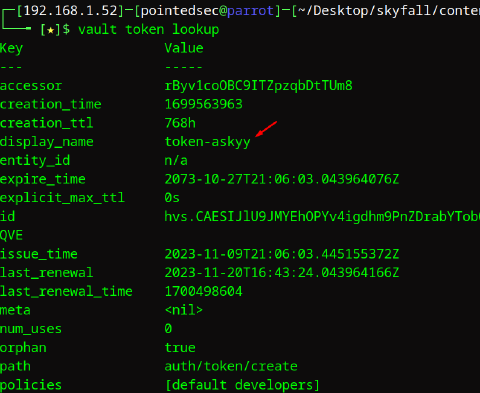 [192.168.1.52]─[pointedsec@parrot]─[~/Desktop/skyfall/conten
[★]$ vault token lookup
Key Value
--- -----
accessor rByv1coOBC9ITZpzqbDtTUm8
creation_time 1699563963
creation_ttl 768h
display_name token-askyy
entity_id n/a
expire_time 2073-10-27T21:06:03.043964076Z
explicit_max_ttl 0s
id hvs.CAESIJlU9JMYEhOPYv4igdhm9PnZDrabYTob
QVE
issue_time 2023-11-09T21:06:03.445155372Z
last_renewal 2023-11-20T16:43:24.043964166Z
last_renewal_time 1700498604
meta <nil>
num_uses 0
orphan true
path auth/token/create
policies [default developers]